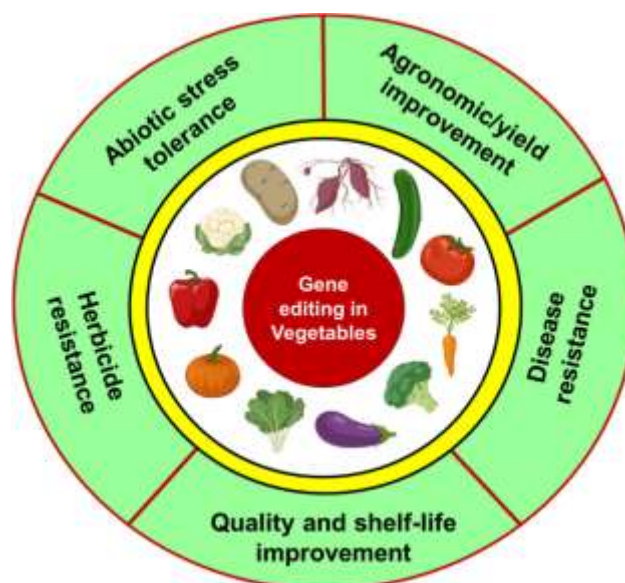 Abiotic stress
tolerance
Agronomic/yield
improvement
Gene
editing in
Vegetables
Herbicide
resistance
Disease
resistance
Quality and shelf-life
improvement